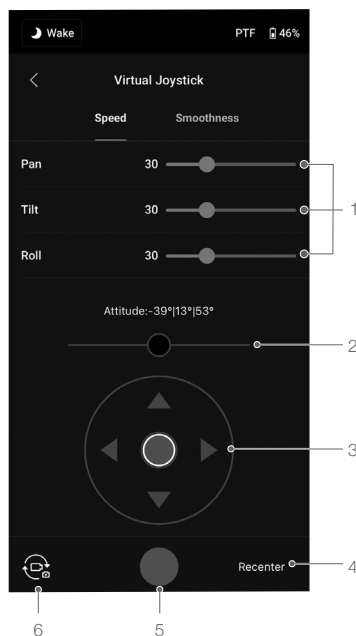 Wake PTF 46%
Virtual Joystick
Speed Smoothness
Pan 30
1
Tilt 30
Roll 30
Attitude:-39°|13°|53°
2
3
Recenter 4
6 5